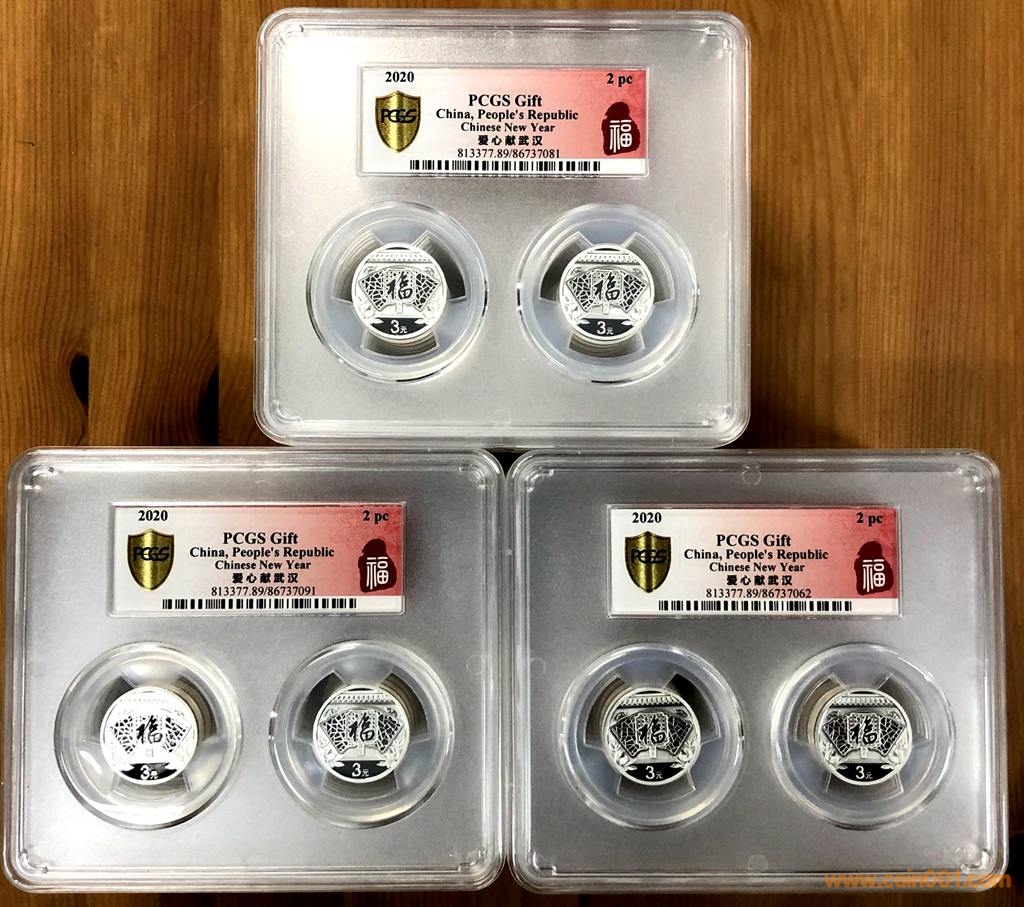 2020 2 pc
PCGS
PCGS Gift
China, People's Republic
Chinese New Year
爱心献武汉
813377.89/86737081
福
福
3元
福
3元
2020 2 pc
PCGS
PCGS Gift
China, People's Republic
Chinese New Year
爱心献武汉
813377.89/86737091
福
福
3元
福
3元
2020 2 pc
PCGS
PCGS Gift
China, People's Republic
Chinese New Year
爱心献武汉
813377.89/86737062
福
福
3元
福
3元
www.coin001.com